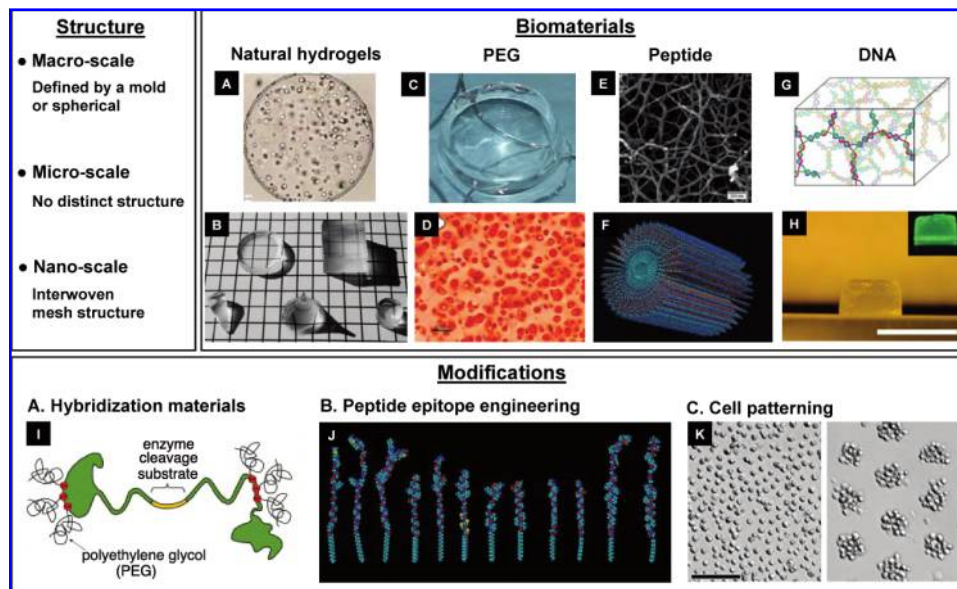 Structure
● Macro-scale
Defined by a mold
or spherical
● Micro-scale
No distinct structure
● Nano-scale
Interwoven
mesh structure
Biomaterials
Natural hydrogels
PEG
Peptide
DNA
A
C
E
G
B
D
F
H
Modifications
A. Hybridization materials
B. Peptide epitope engineering
C. Cell patterning
I
J
K
enzyme
cleavage
substrate
polyethylene glycol
(PEG)